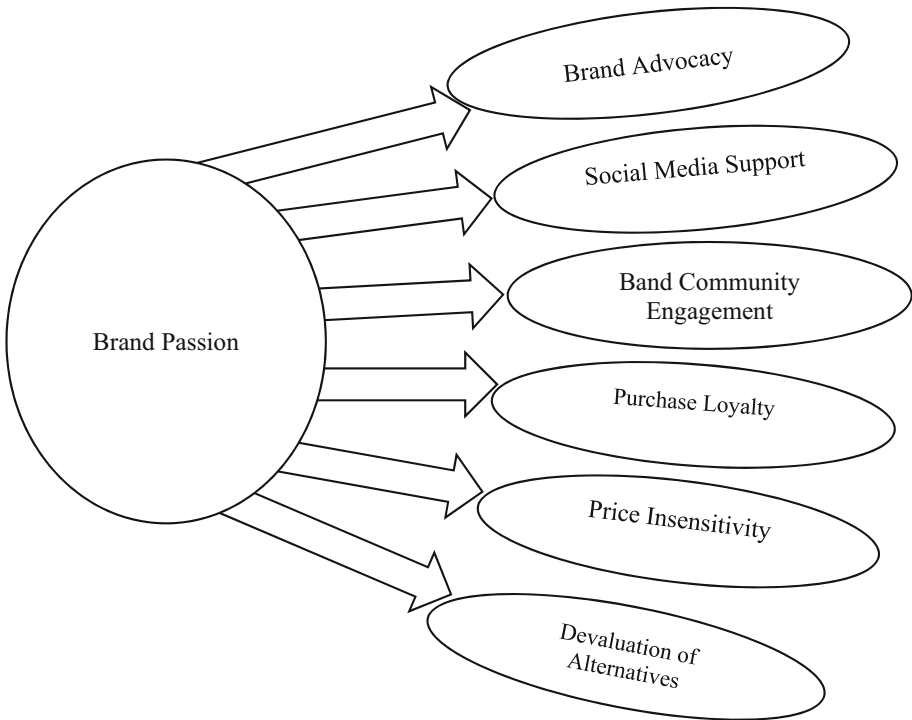 Brand Advocacy
Social Media Support
Band Community
Engagement
Brand Passion
Purchase Loyalty
Price Insensitivity
Devaluation of
Alternatives